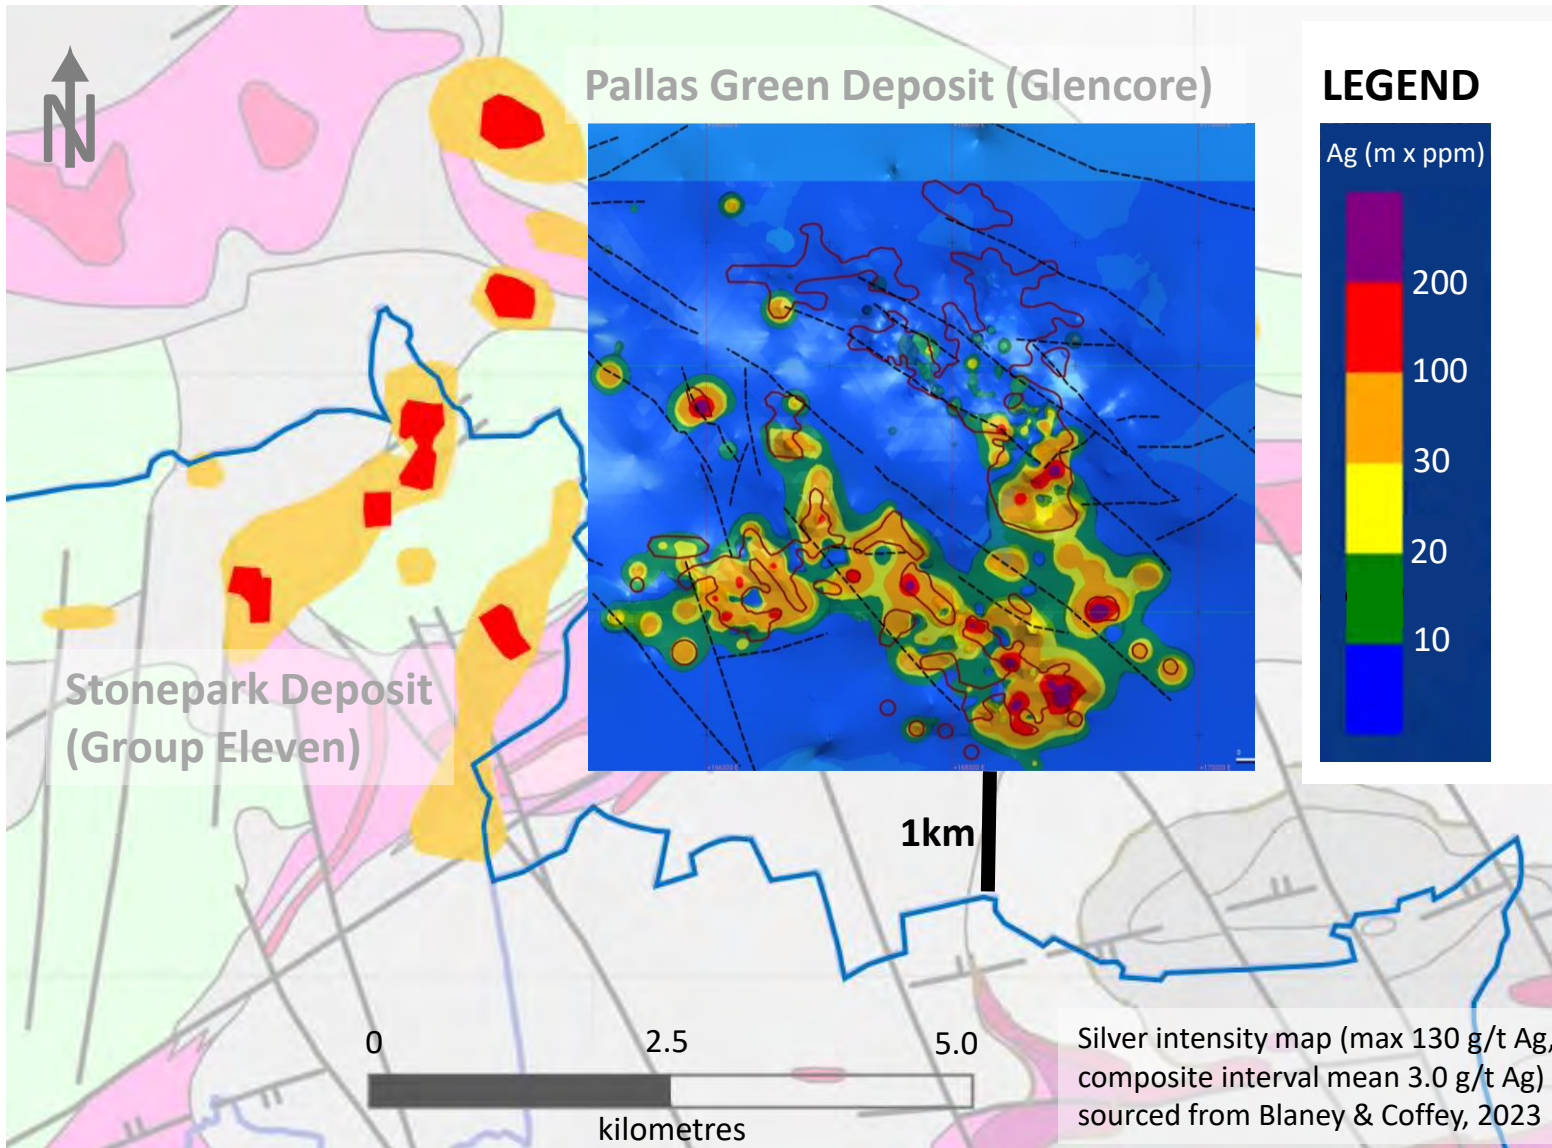 N
Pallas Green Deposit (Glencore)
LEGEND
Ag (m x ppm)
200
100
30
20
10
Stonepark Deposit
(Group Eleven)
1km
0
2.5
5.0
kilometres
Silver intensity map (max 130 g/t Ag,
composite interval mean 3.0 g/t Ag)
sourced from Blaney & Coffey, 2023